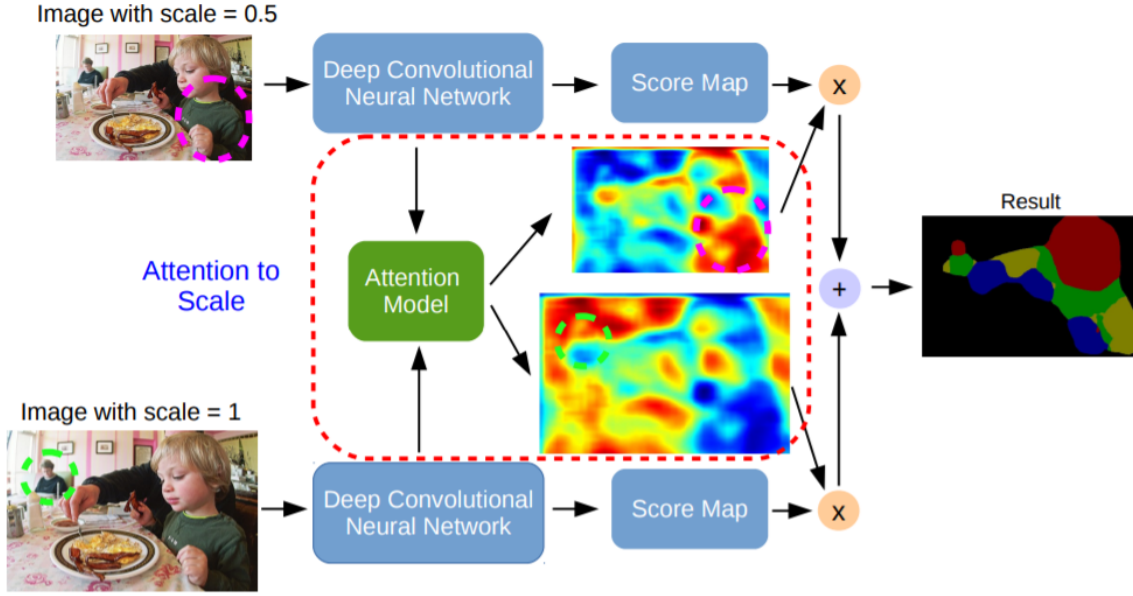 Image with scale = 0.5
Deep Convolutional
Neural Network
Score Map
x
Attention to
Scale
Attention
Model
Result
+
Image with scale = 1
Deep Convolutional
Neural Network
Score Map
x